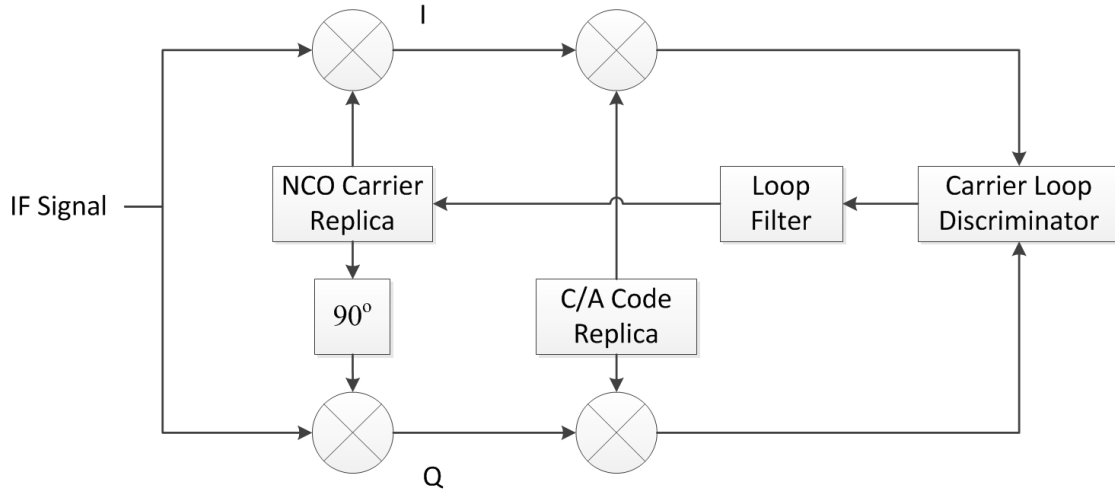 I
NCO Carrier
Replica
Loop
Filter
Carrier Loop
Discriminator
IF Signal
90º
C/A Code
Replica
Q